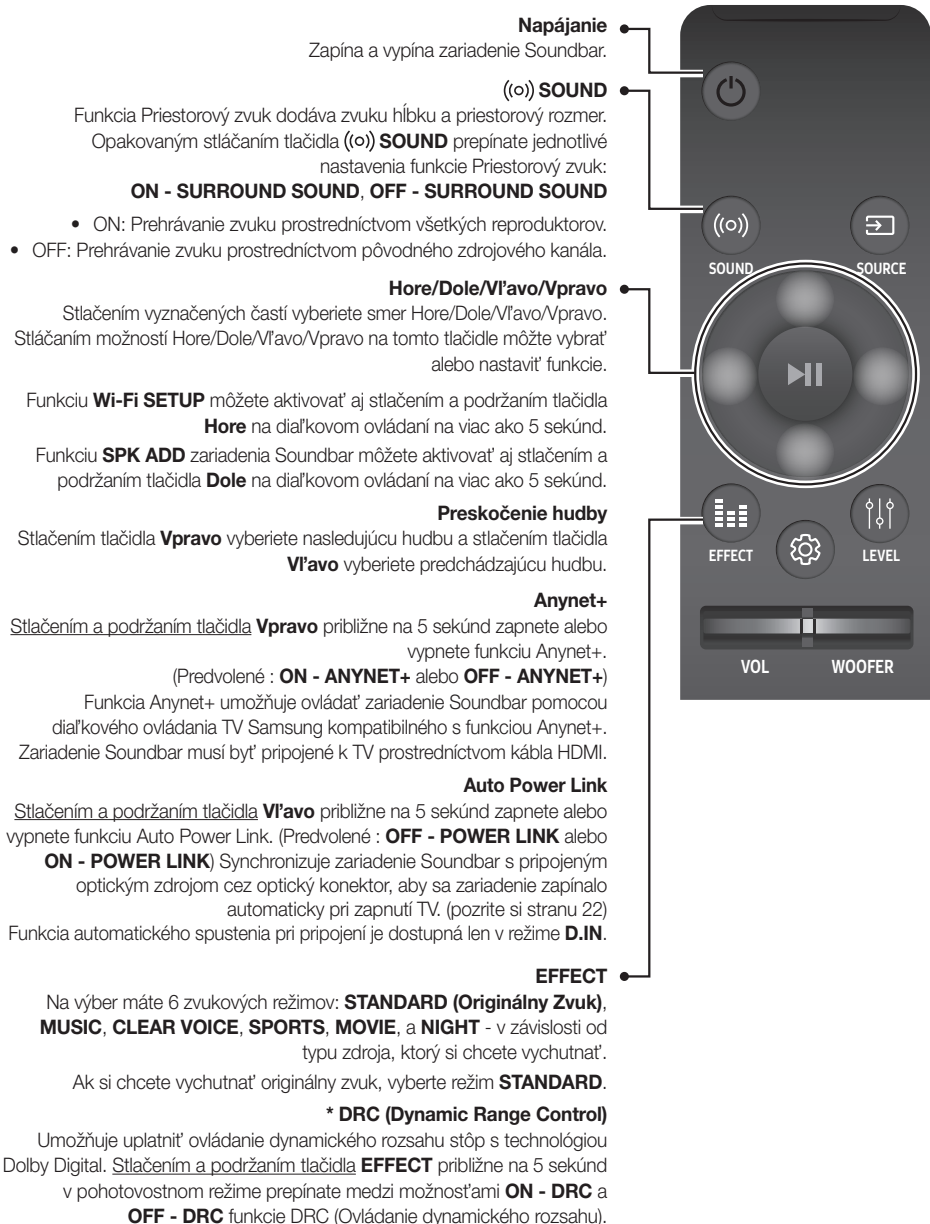 Napájanie
Zapína a vypína zariadenie Soundbar.
((o)) SOUND
Funkcia Priestorový zvuk dodáva zvuku hĺbku a priestorový rozmer.
Opakovaným stláčaním tlačidla ((o)) SOUND prepínate jednotlivé
nastavenia funkcie Priestorový zvuk:
ON - SURROUND SOUND, OFF - SURROUND SOUND
• ON: Prehrávanie zvuku prostredníctvom všetkých reproduktorov.
• OFF: Prehrávanie zvuku prostredníctvom pôvodného zdrojového kanála.
Hore/Dole/Vľavo/Vpravo
Stlačením vyznačených častí vyberiete smer Hore/Dole/Vľavo/Vpravo.
Stláčaním možností Hore/Dole/Vľavo/Vpravo na tomto tlačidle môžte vybrať
alebo nastaviť funkcie.
Funkciu Wi-Fi SETUP môžete aktivovať aj stlačením a podržaním tlačidla
Hore na diaľkovom ovládaní na viac ako 5 sekúnd.
Funkciu SPK ADD zariadenia Soundbar môžete aktivovať aj stlačením a
podržaním tlačidla Dole na diaľkovom ovládaní na viac ako 5 sekúnd.
Preskočenie hudby
Stlačením tlačidla Vpravo vyberiete nasledujúcu hudbu a stlačením tlačidla
Vľavo vyberiete predchádzajúcu hudbu.
Anynet+
Stlačením a podržaním tlačidla Vpravo približne na 5 sekúnd zapnete alebo
vypnete funkciu Anynet+.
(Predvolené : ON - ANYNET+ alebo OFF - ANYNET+)
Funkcia Anynet+ umožňuje ovládať zariadenie Soundbar pomocou
diaľkového ovládania TV Samsung kompatibilného s funkciou Anynet+.
Zariadenie Soundbar musí byť pripojené k TV prostredníctvom kábla HDMI.
Auto Power Link
Stlačením a podržaním tlačidla Vľavo približne na 5 sekúnd zapnete alebo
vypnete funkciu Auto Power Link. (Predvolené : OFF - POWER LINK alebo
ON - POWER LINK) Synchronizuje zariadenie Soundbar s pripojeným
optickým zdrojom cez optický konektor, aby sa zariadenie zapínalo
automaticky pri zapnutí TV. (pozrite si stranu 22)
Funkcia automatického spustenia pri pripojení je dostupná len v režime D.IN.
EFFECT
Na výber máte 6 zvukových režimov: STANDARD (Originálny Zvuk),
MUSIC, CLEAR VOICE, SPORTS, MOVIE, a NIGHT - v závislosti od
typu zdroja, ktorý si chcete vychutnať.
Ak si chcete vychutnať originálny zvuk, vyberte režim STANDARD.
* DRC (Dynamic Range Control)
Umožňuje uplatniť ovládanie dynamického rozsahu stôp s technológiou
Dolby Digital. Stlačením a podržaním tlačidla EFFECT približne na 5 sekúnd
v pohotovostnom režime prepínate medzi možnosťami ON - DRC a
OFF - DRC funkcie DRC (Ovládanie dynamického rozsahu).
SOUND
SOURCE
EFFECT
LEVEL
VOL
WOOFER